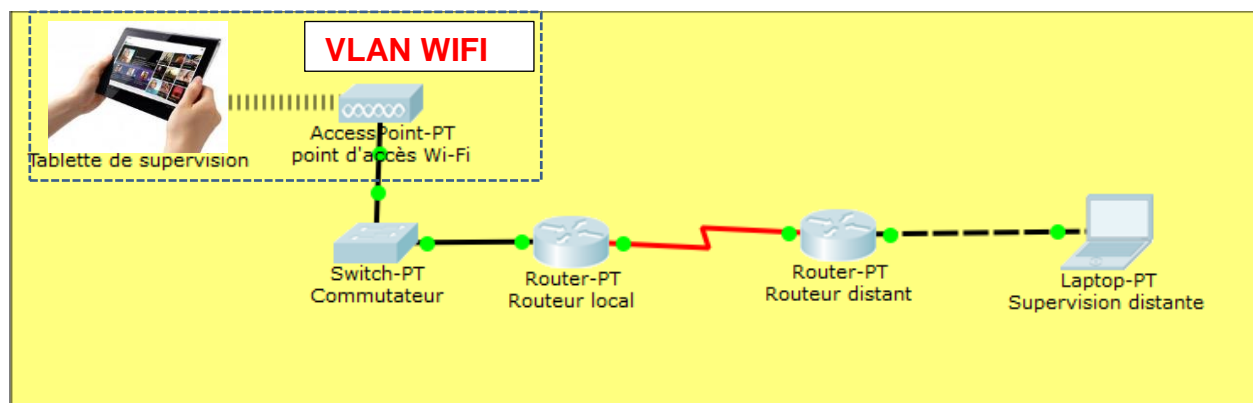 VLAN WIFI
AccessPoint-PT
point d'accès Wi-Fi
Tablette de supervision
Switch-PT
Commutateur
Router-PT
Routeur local
Router-PT
Routeur distant
Laptop-PT
Supervision distante